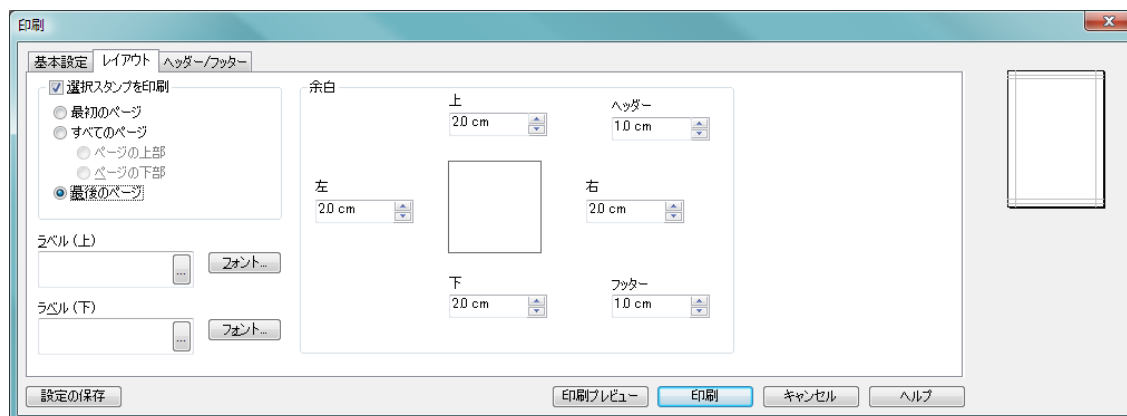 印刷
基本設定 レイアウト ヘッダー/フッター
選択スタンプを印刷
最初のページ
すべてのページ
ページの上部
ページの下部
最後のページ
ラベル (上)
... フォント...
ラベル (下)
... フォント...
余白
上
2.0 cm
ヘッダー
1.0 cm
左
2.0 cm
右
2.0 cm
下
2.0 cm
フッター
1.0 cm
設定の保存 印刷プレビュー 印刷 キャンセル ヘルプ